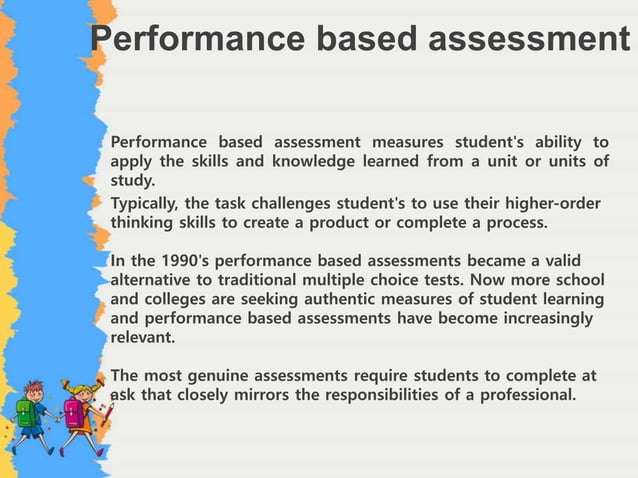 Performance based assessment
Performance based assessment measures student's ability to
apply the skills and knowledge learned from a unit or units of
study.
Typically, the task challenges student's to use their higher-order
thinking skills to create a product or complete a process.
In the 1990's performance based assessments became a valid
alternative to traditional multiple choice tests. Now more school
and colleges are seeking authentic measures of student learning
and performance based assessments have become increasingly
relevant.
The most genuine assessments require students to complete at
ask that closely mirrors the responsibilities of a professional.